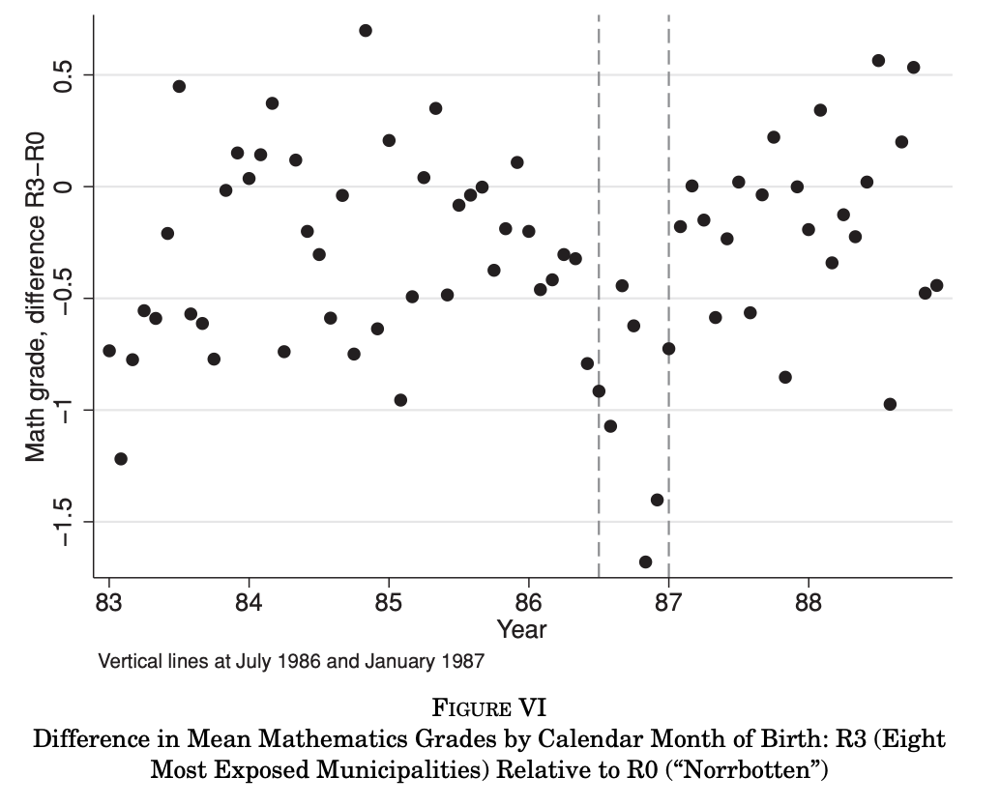 Math grade, difference R3−R0
0.5
0
−0.5
−1
−1.5
83 84 85 86 87 88
Year
Vertical lines at July 1986 and January 1987
FIGURE VI
Difference in Mean Mathematics Grades by Calendar Month of Birth: R3 (Eight
Most Exposed Municipalities) Relative to R0 (“Norrbotten”)